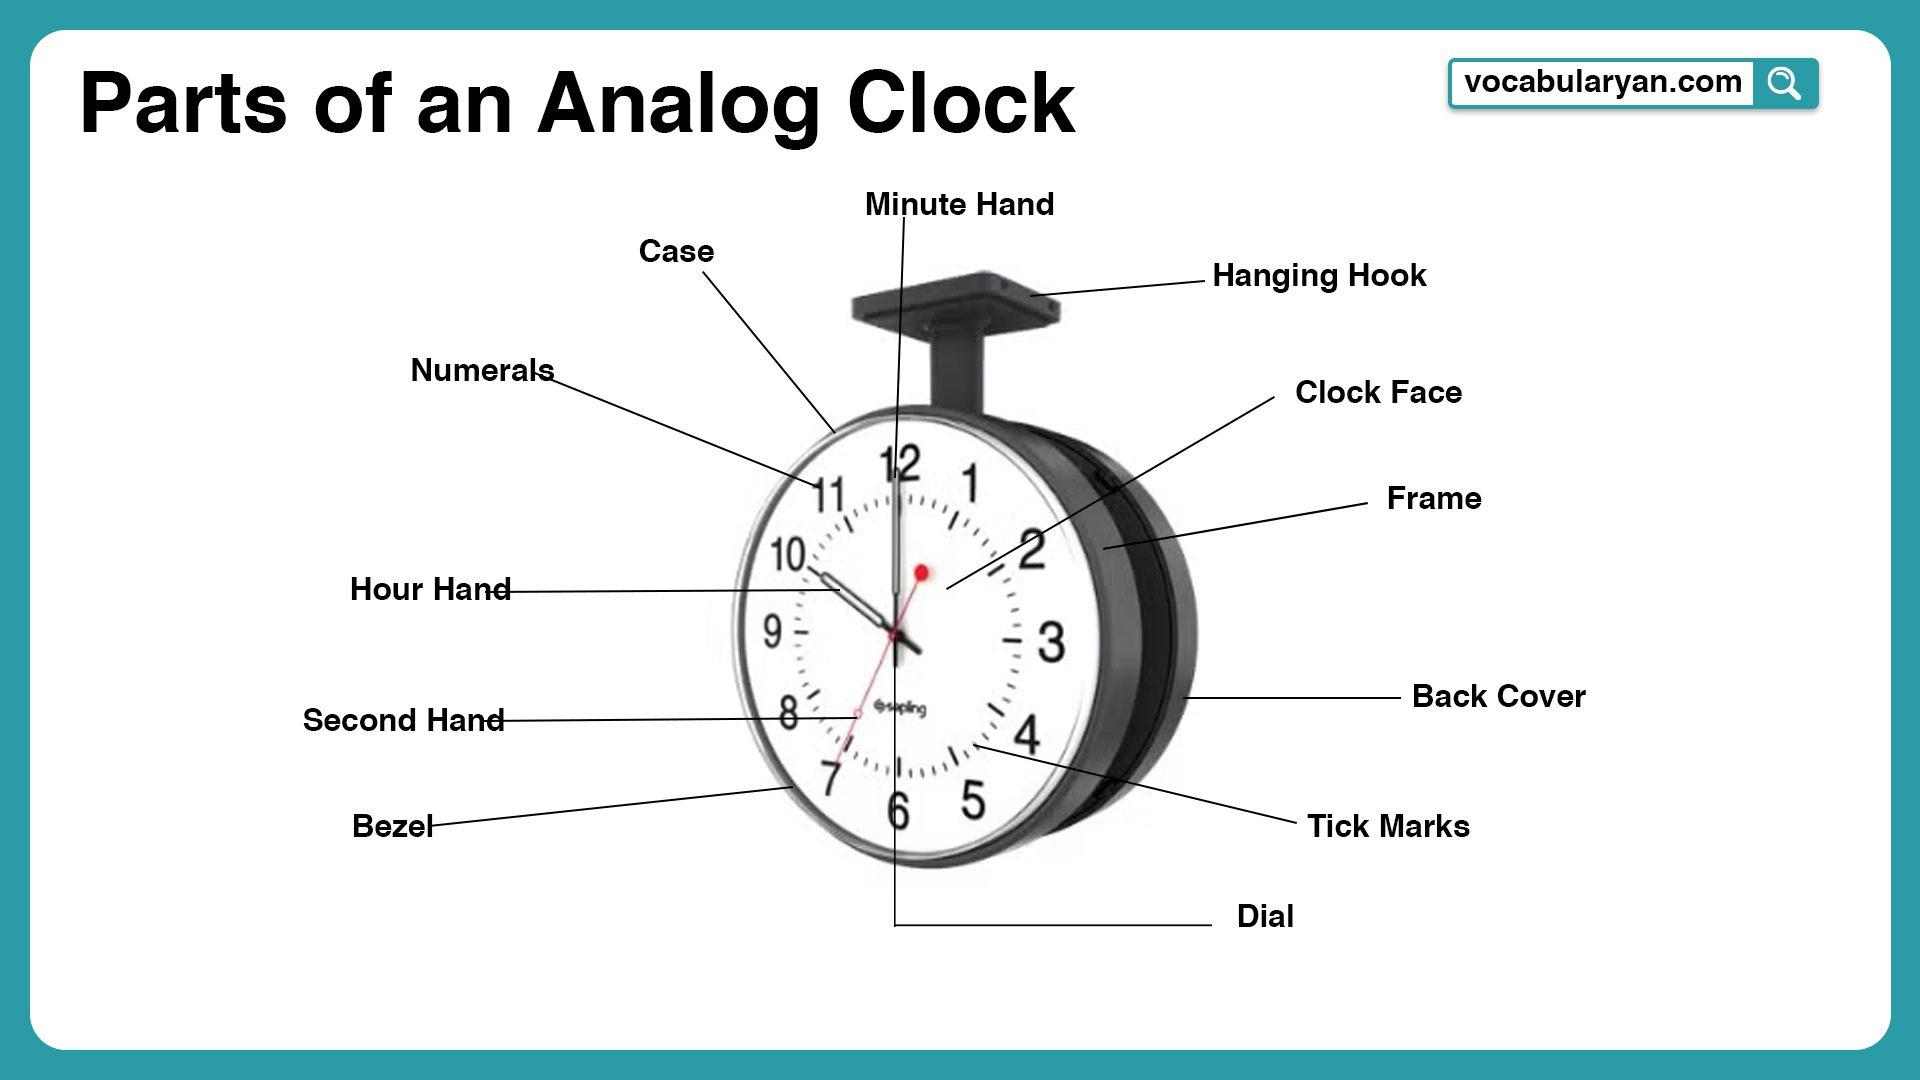 Parts of an Analog Clock
vocabularyan.com
Minute Hand
Case
Hanging Hook
Numerals
Clock Face
Frame
Hour Hand
Back Cover
Second Hand
Bezel
Tick Marks
Dial
12
11
1
10
2
9
3
8
sapling
4
7
6
5